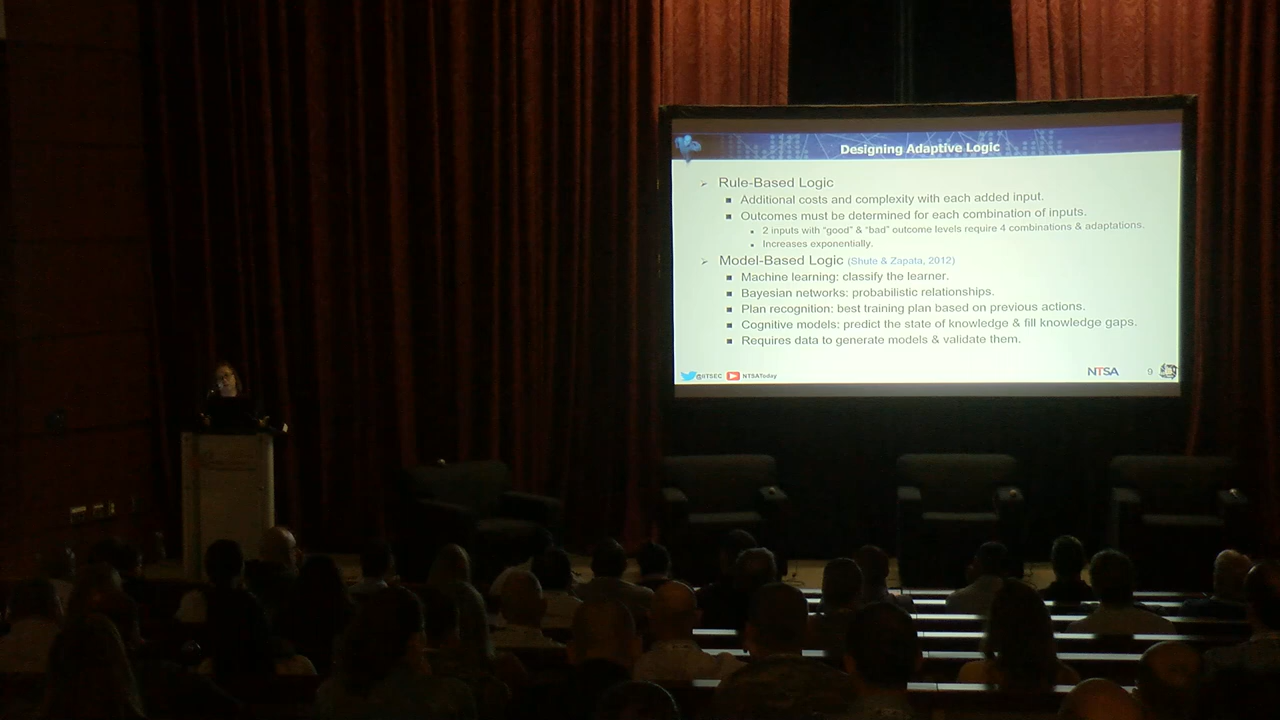 Designing Adaptive Logic
Rule-Based Logic
Additional costs and complexity with each added input.
Outcomes must be determined for each combination of inputs.
2 inputs with “good” & “bad” outcome levels require 4 combinations & adaptations.
Increases exponentially.
Model-Based Logic (Shute & Zapata, 2012)
Machine learning: classify the learner.
Bayesian networks: probabilistic relationships.
Plan recognition: best training plan based on previous actions.
Cognitive models: predict the state of knowledge & fill knowledge gaps.
Requires data to generate models & validate them.
@IITSEC NTSAToday NTSA 9